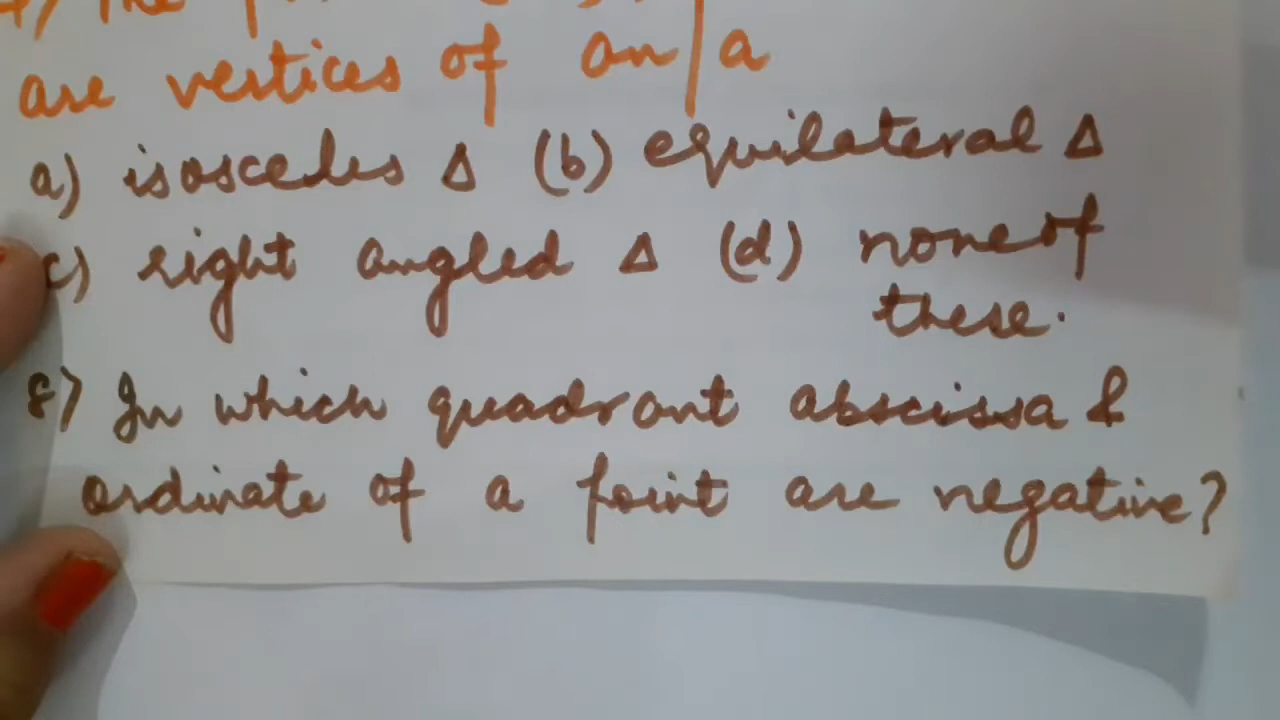 The
are vertices of an/a
a) isosceles Δ (b) equilateral Δ
c) right angled Δ (d) none of
these.
8) In which quadrant abscissa &
ordinate of a point are negative?